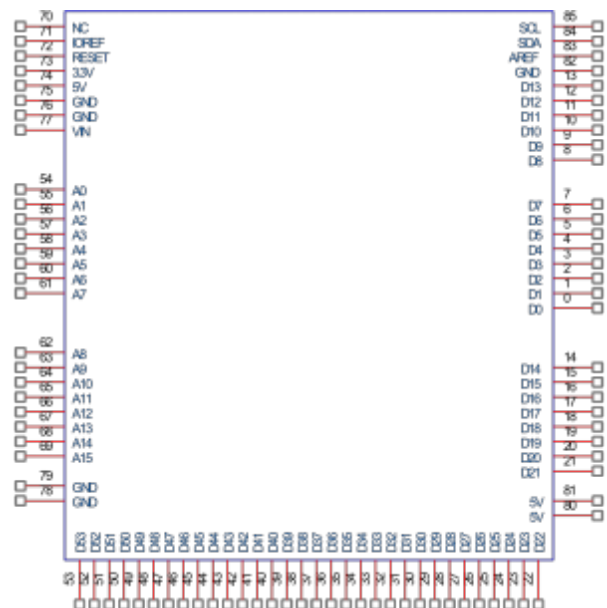 70 NC
71 IOREF
72 RESET
73 3.3V
74 5V
75 GND
76 GND
77 VIN
54 A0
55 A1
56 A2
57 A3
58 A4
59 A5
60 A6
61 A7
62 A8
63 A9
64 A10
65 A11
66 A12
67 A13
68 A14
69 A15
79 GND
78 GND
SCL 85
SDA 84
AREF 83
GND 82
D13 13
D12 12
D11 11
D10 10
D9 9
D8 8
D7 7
D6 6
D5 5
D4 4
D3 3
D2 2
D1 1
D0 0
D14 14
D15 15
D16 16
D17 17
D18 18
D19 19
D20 20
D21 21
5V 81
5V 80
D53 D52 D51 D50 D49 D48 D47 D46 D45 D44 D43 D42 D41 D40 D39 D38 D37 D36 D35 D34 D33 D32 D31 D30 D29 D28 D27 D26 D25 D24 D23 D22
53 52 51 50 49 48 47 46 45 44 43 42 41 40 39 38 37 36 35 34 33 32 31 30 29 28 27 26 25 24 23 22